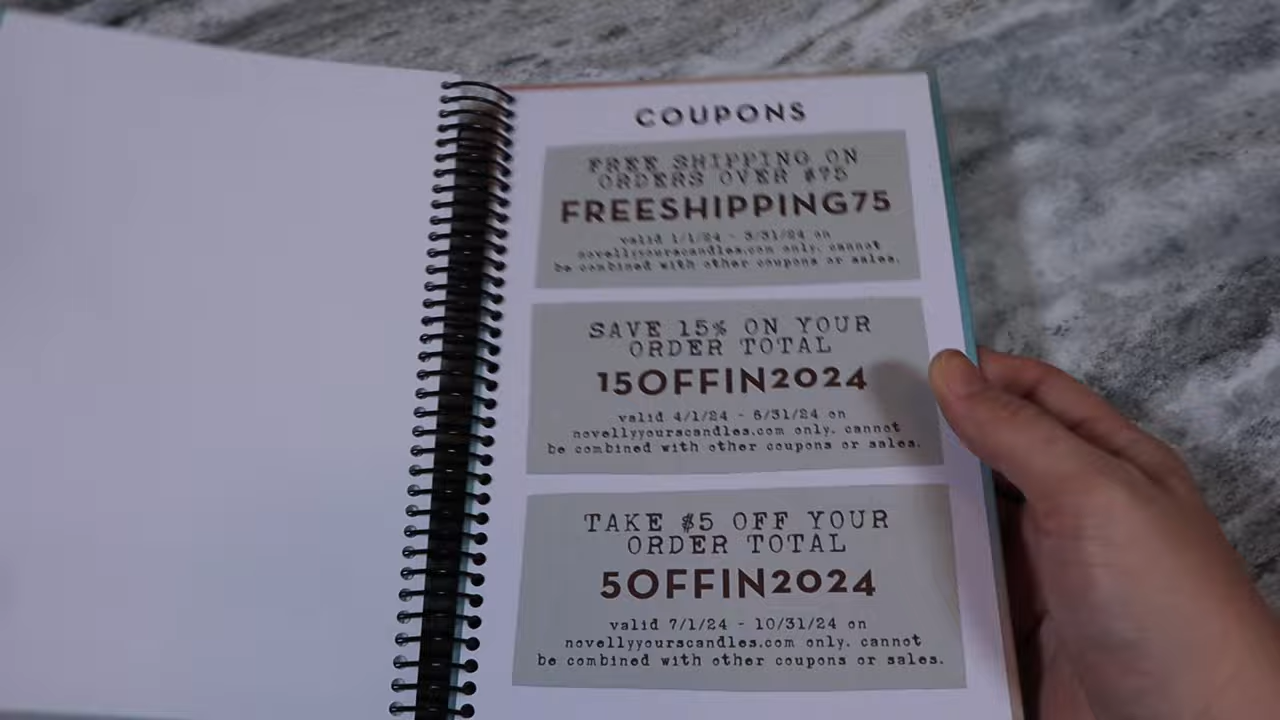 COUPONS
FREE SHIPPING ON
ORDERS OVER $75
FREESHIPPING75
valid 1/1/24 - 3/31/24 on
novellyyourscandles.com only. cannot
be combined with other coupons or sales.
SAVE 15% ON YOUR
ORDER TOTAL
15OFFIN2024
valid 4/1/24 - 6/31/24 on
novellyyourscandles.com only. cannot
be combined with other coupons or sales.
TAKE $5 OFF YOUR
ORDER TOTAL
5OFFIN2024
valid 7/1/24 - 10/31/24 on
novellyyourscandles.com only. cannot
be combined with other coupons or sales.